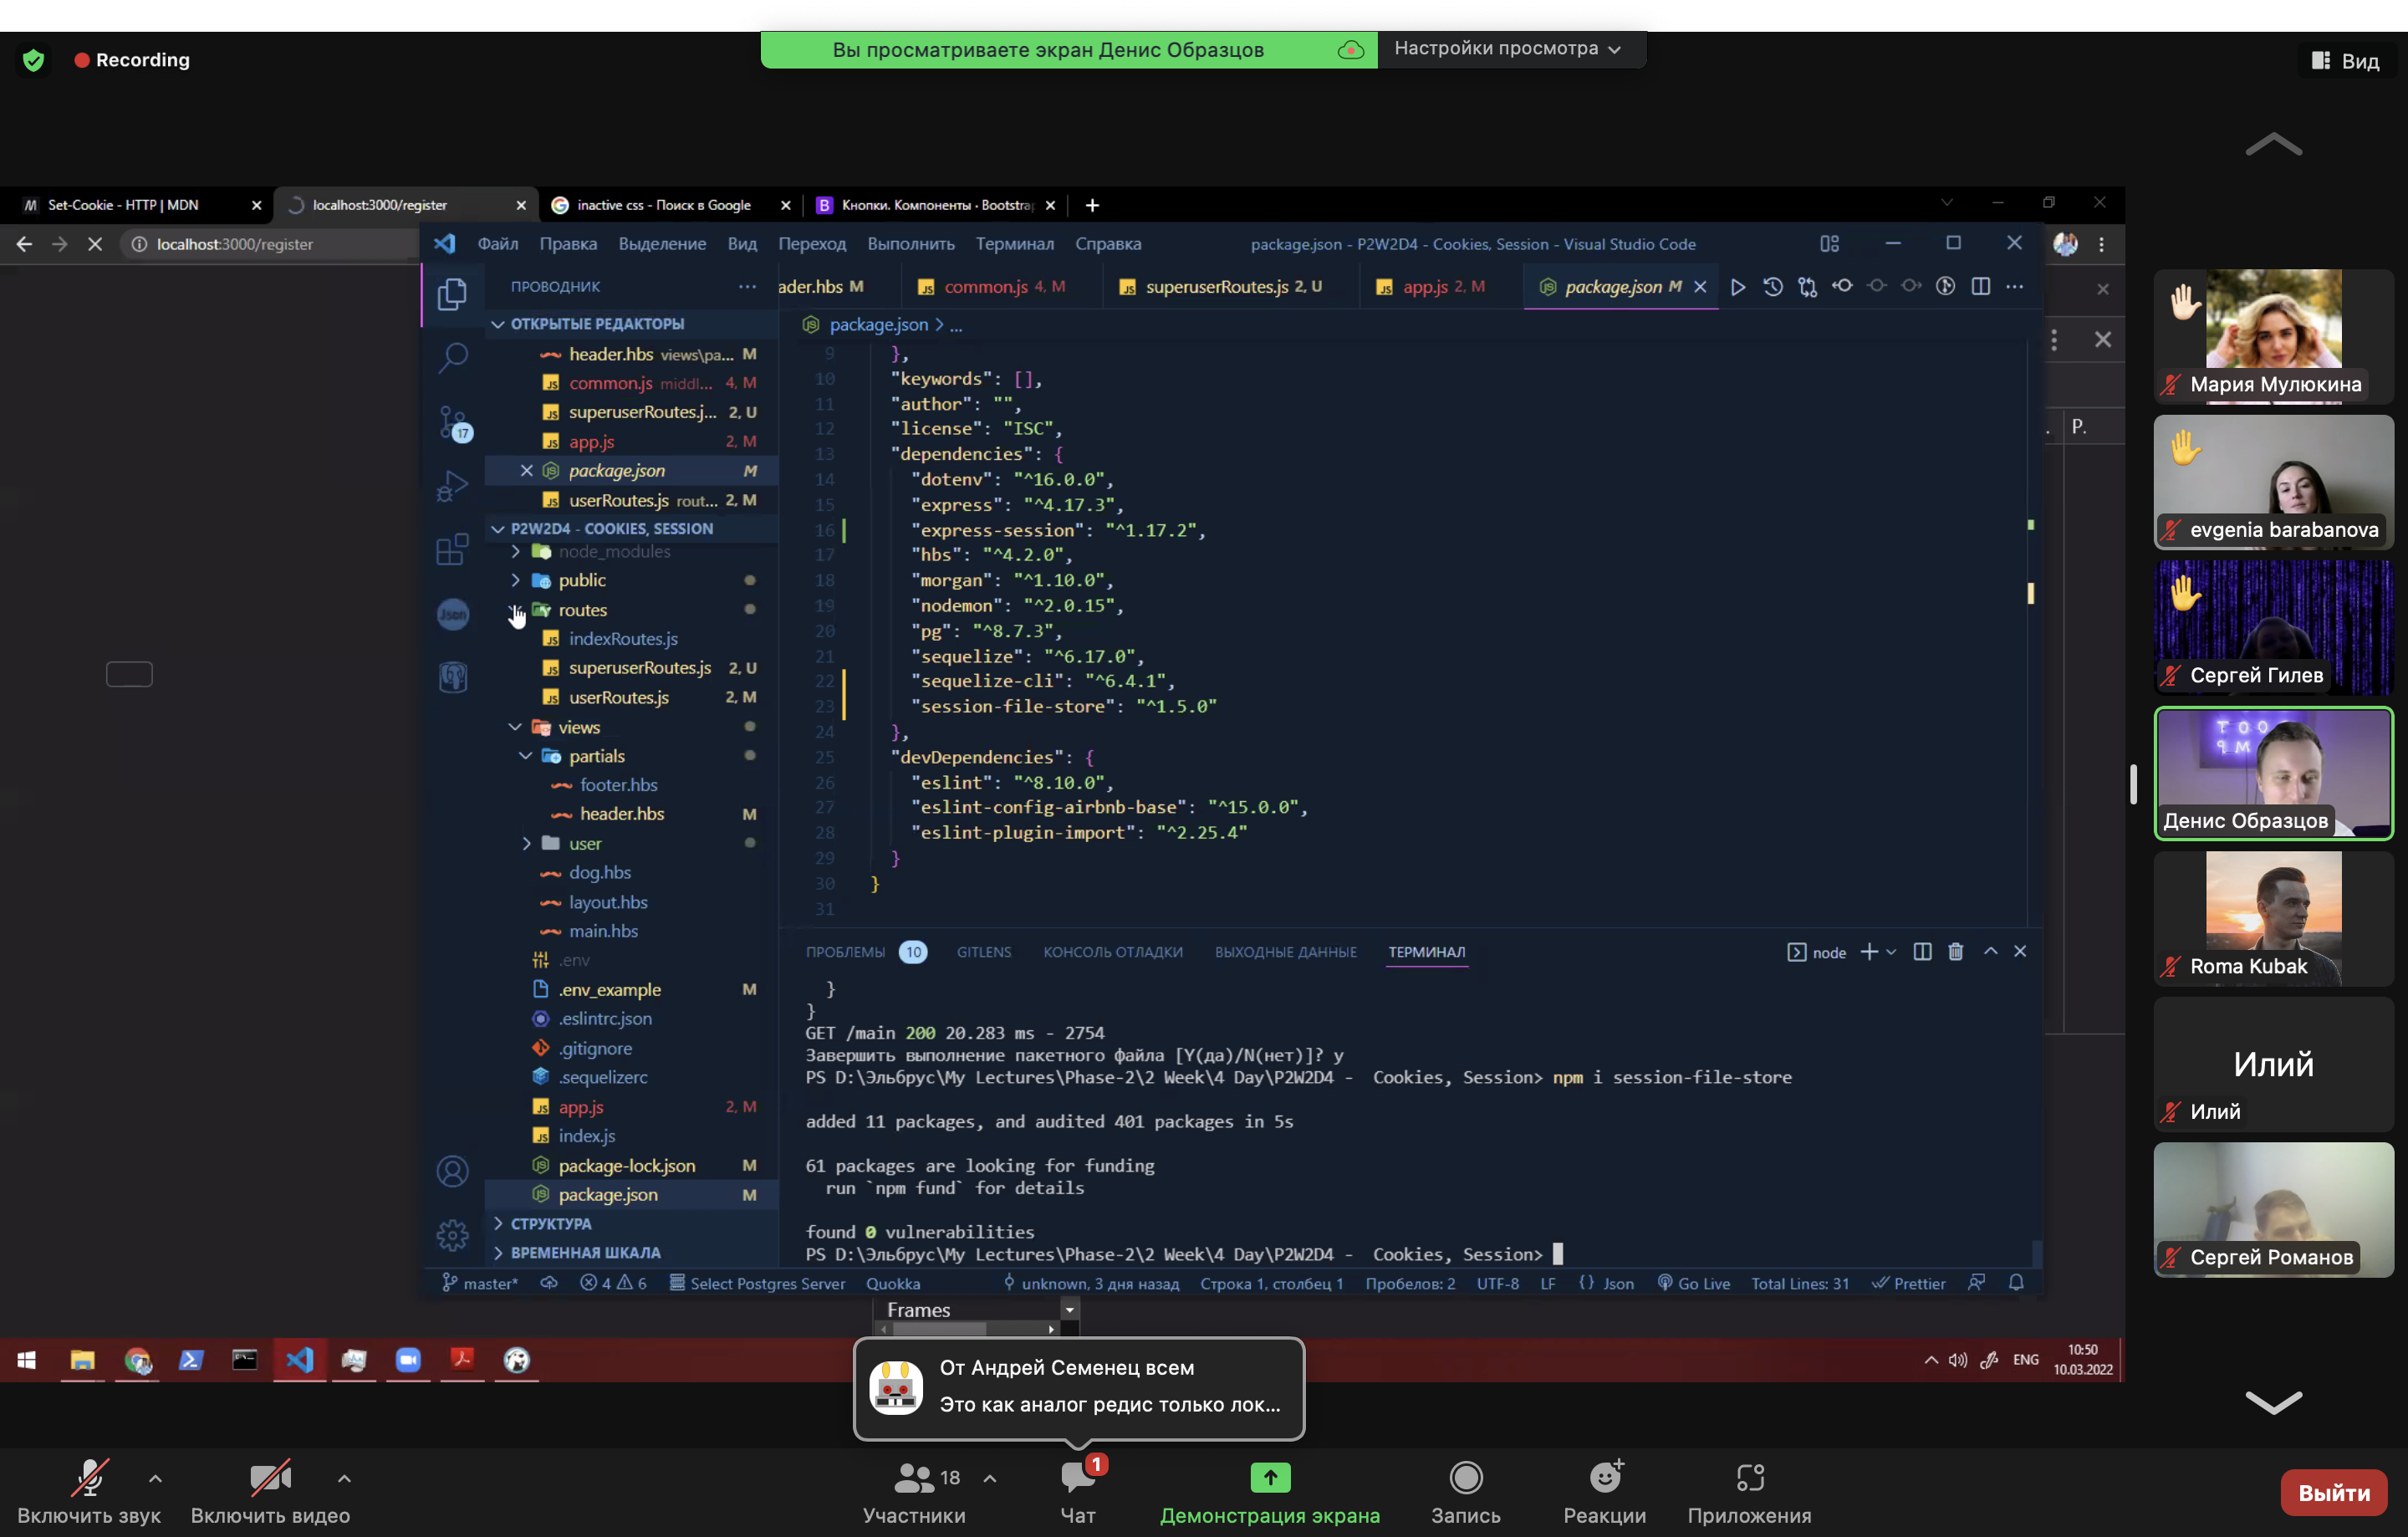 Recording
Вы просматриваете экран Денис Образцов
Настройки просмотра
Вид
Set-Cookie - HTTP | MDN
localhost:3000/register
inactive css - Поиск в Google
Кнопки. Компоненты · Bootstra
localhost:3000/register
Файл Правка Выделение Вид Переход Выполнить Терминал Справка
package.json - P2W2D4 - Cookies, Session - Visual Studio Code
ПРОВОДНИК
ader.hbs M
common.js 4, M
superuserRoutes.js 2, U
app.js 2, M
package.json M
ОТКРЫТЫЕ РЕДАКТОРЫ
header.hbs views\pa... M
common.js middl... 4, M
superuserRoutes.j... 2, U
app.js 2, M
package.json M
userRoutes.js rout... 2, M
P2W2D4 - COOKIES, SESSION
node_modules
public
routes
indexRoutes.js
superuserRoutes.js 2, U
userRoutes.js 2, M
views
partials
footer.hbs
header.hbs M
user
dog.hbs
layout.hbs
main.hbs
.env
.env_example M
.eslintrc.json
.gitignore
.sequelizerc
app.js 2, M
index.js
package-lock.json M
package.json M
СТРУКТУРА
ВРЕМЕННАЯ ШКАЛА
17
Json
package.json > ...
9 },
10 "keywords": [],
11 "author": "",
12 "license": "ISC",
13 "dependencies": {
14 "dotenv": "^16.0.0",
15 "express": "^4.17.3",
16 "express-session": "^1.17.2",
17 "hbs": "^4.2.0",
18 "morgan": "^1.10.0",
19 "nodemon": "^2.0.15",
20 "pg": "^8.7.3",
21 "sequelize": "^6.17.0",
22 "sequelize-cli": "^6.4.1",
23 "session-file-store": "^1.5.0"
24 },
25 "devDependencies": {
26 "eslint": "^8.10.0",
27 "eslint-config-airbnb-base": "^15.0.0",
28 "eslint-plugin-import": "^2.25.4"
29 }
30 }
31
ПРОБЛЕМЫ 10 GITLENS КОНСОЛЬ ОТЛАДКИ ВЫХОДНЫЕ ДАННЫЕ ТЕРМИНАЛ
node
}
}
GET /main 200 20.283 ms - 2754
Завершить выполнение пакетного файла [Y(да)/N(нет)]? y
PS D:\Эльбрус\My Lectures\Phase-2\2 Week\4 Day\P2W2D4 -  Cookies, Session> npm i session-file-store
added 11 packages, and audited 401 packages in 5s
61 packages are looking for funding
run `npm fund` for details
found 0 vulnerabilities
PS D:\Эльбрус\My Lectures\Phase-2\2 Week\4 Day\P2W2D4 -  Cookies, Session>
master* 4 6 Select Postgres Server Quokka unknown, 3 дня назад Строка 1, столбец 1 Пробелов: 2 UTF-8 LF {} Json Go Live Total Lines: 31 Prettier
. P.
Frames
ENG
10:50
10.03.2022
Мария Мулюкина
evgenia barabanova
Сергей Гилев
Денис Образцов
Roma Kubak
Илий
Илий
Сергей Романов
От Андрей Семенец всем
Это как аналог редис только лок...
Включить звук
Включить видео
18
Участники
1
Чат
Демонстрация экрана
Запись
Реакции
Приложения
Выйти